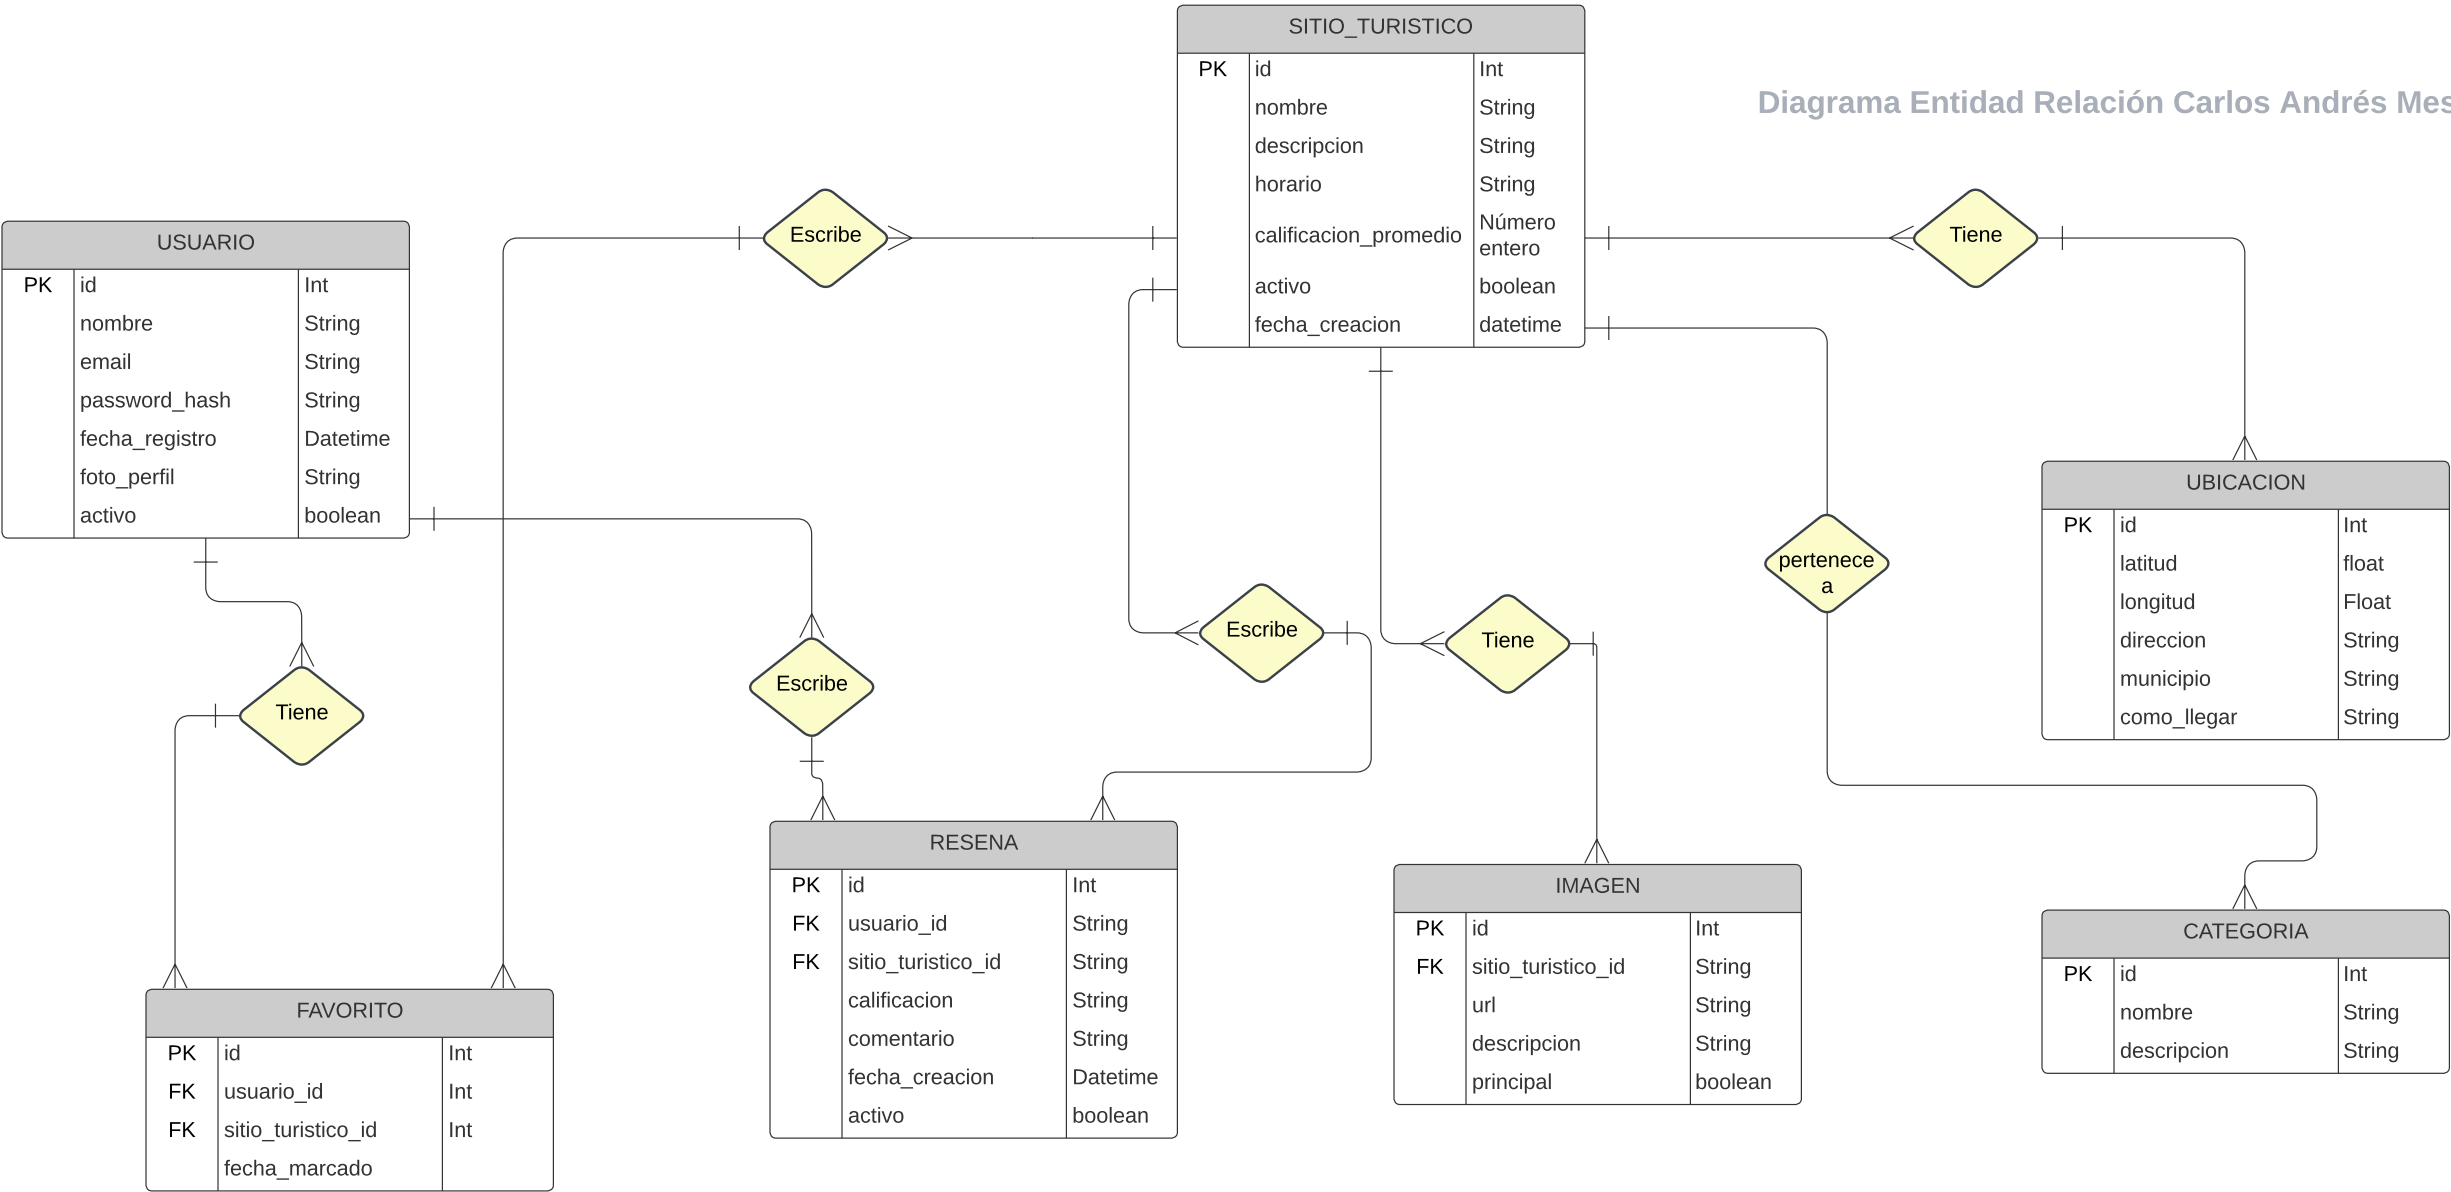 SITIO_TURISTICO
PK id Int
nombre String
descripcion String
horario String
calificacion_promedio Número
entero
activo boolean
fecha_creacion datetime
Diagrama Entidad Relación Carlos Andrés Mes
USUARIO
PK id Int
nombre String
email String
password_hash String
fecha_registro Datetime
foto_perfil String
activo boolean
Escribe
Tiene
UBICACION
PK id Int
latitud float
longitud Float
direccion String
municipio String
como_llegar String
pertenece
a
Escribe
Tiene
Escribe
Tiene
RESENA
PK id Int
FK usuario_id String
FK sitio_turistico_id String
calificacion String
comentario String
fecha_creacion Datetime
activo boolean
IMAGEN
PK id Int
FK sitio_turistico_id String
url String
descripcion String
principal boolean
CATEGORIA
PK id Int
nombre String
descripcion String
FAVORITO
PK id Int
FK usuario_id Int
FK sitio_turistico_id Int
fecha_marcado